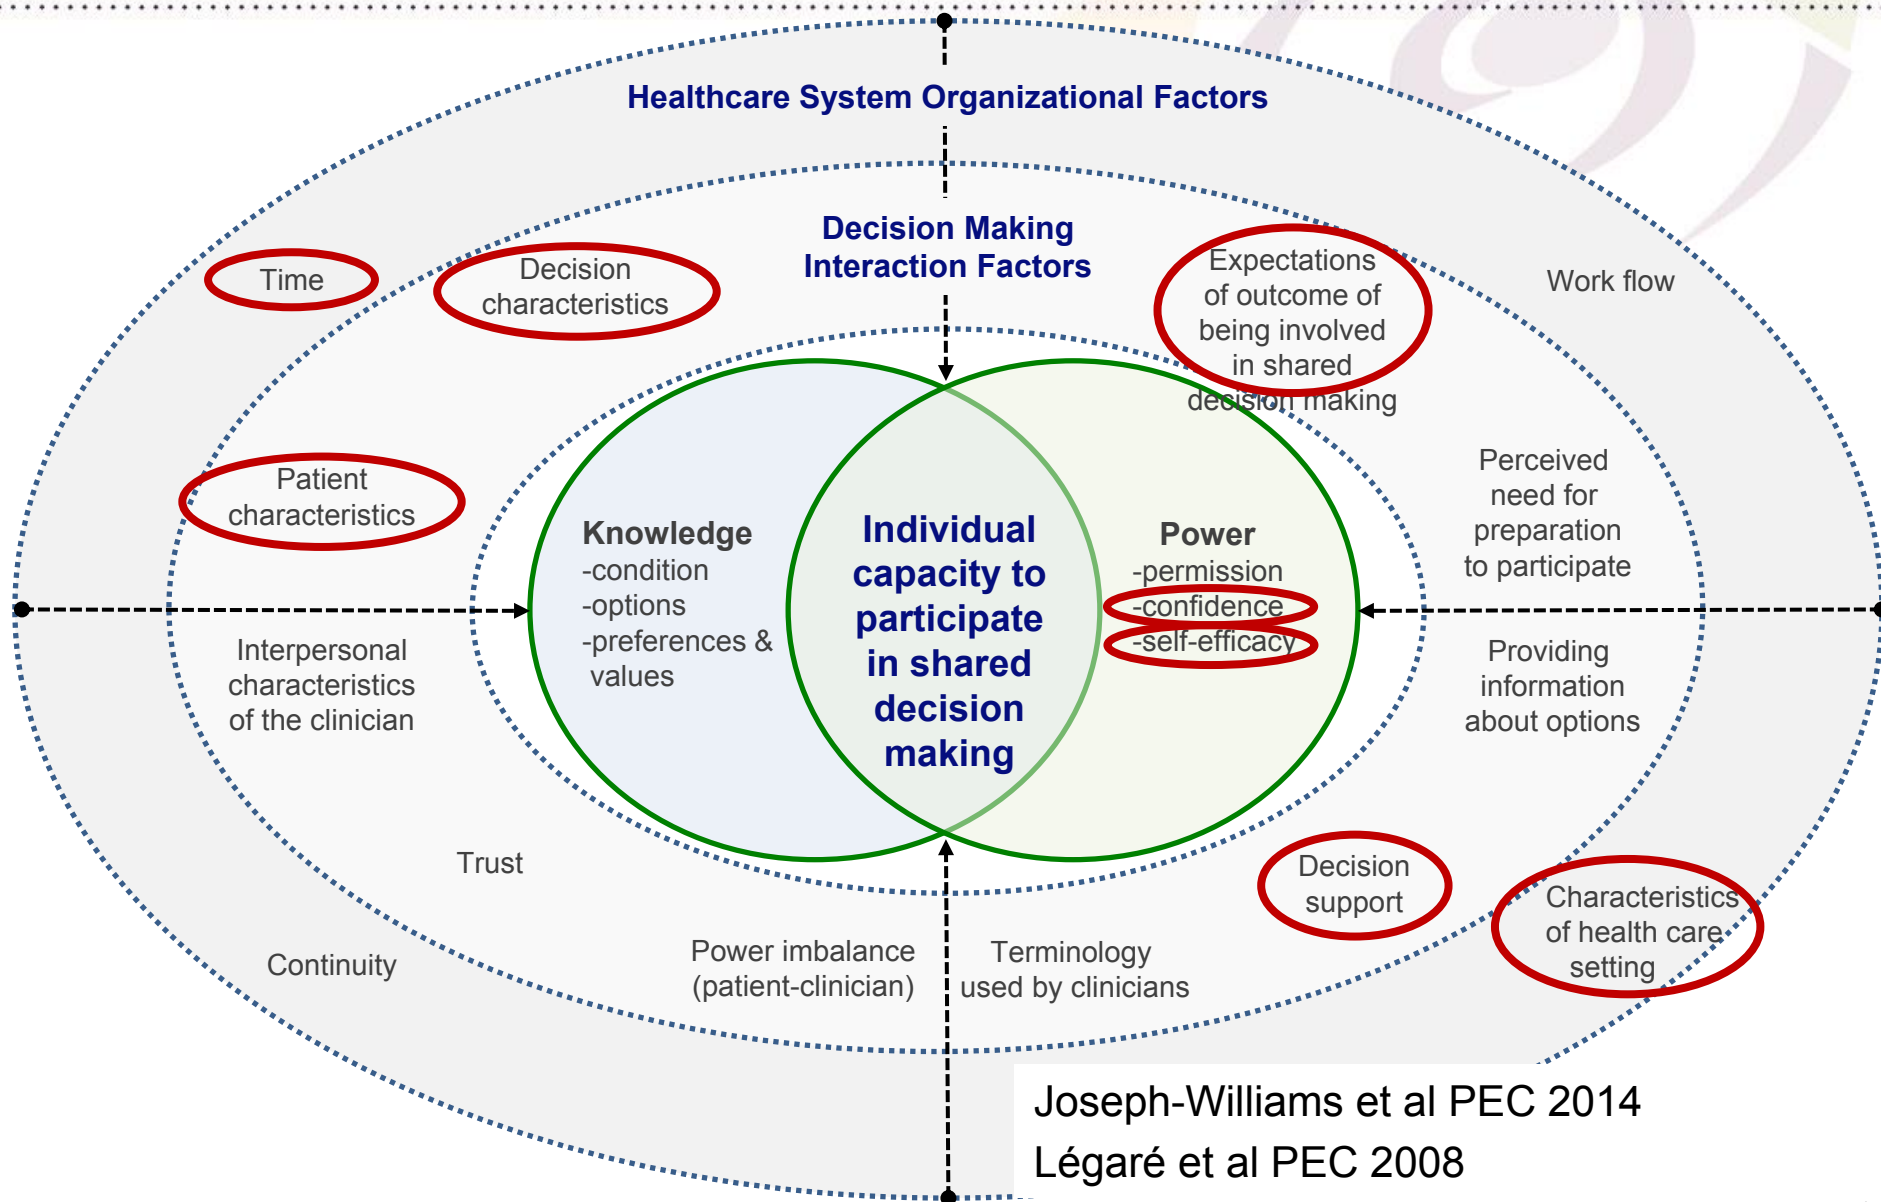 Healthcare System Organizational Factors
Decision Making
Interaction Factors
Time
Decision
characteristics
Expectations
of outcome of
being involved
in shared
decision making
Work flow
Patient
characteristics
Perceived
need for
preparation
to participate
Knowledge
-condition
-options
-preferences &
values
Individual
capacity to
participate
in shared
decision
making
Power
-permission
-confidence
-self-efficacy
Interpersonal
characteristics
of the clinician
Providing
information
about options
Trust
Decision
support
Characteristics
of health care
setting
Continuity
Power imbalance
(patient-clinician)
Terminology
used by clinicians
Joseph-Williams et al PEC 2014
Légaré et al PEC 2008